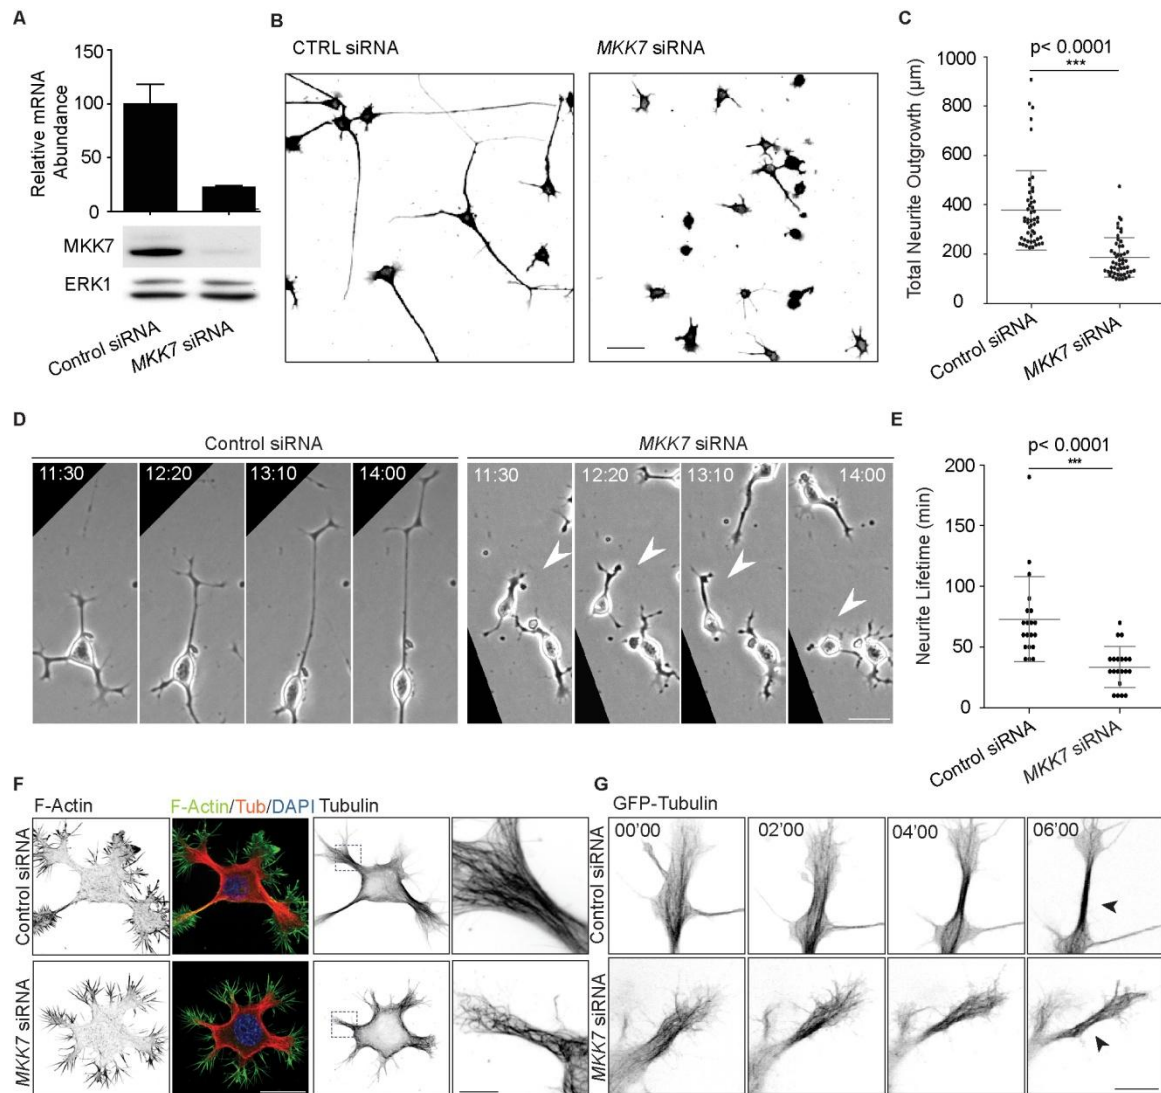 A
Relative mRNA
Abundance
150
100
50
0
MKK7
ERK1
Control siRNA
MKK7 siRNA
B
CTRL siRNA
MKK7 siRNA
C
p< 0.0001
***
Total Neurite Outgrowth (µm)
1000
800
600
400
200
0
Control siRNA
MKK7 siRNA
D
Control siRNA
11:30
12:20
13:10
14:00
MKK7 siRNA
11:30
12:20
13:10
14:00
E
p< 0.0001
***
Neurite Lifetime (min)
200
150
100
50
0
Control siRNA
MKK7 siRNA
F
F-Actin
F-Actin/Tub/DAPI
Tubulin
Control siRNA
MKK7 siRNA
G
GFP-Tubulin
00'00
02'00
04'00
06'00
Control siRNA
MKK7 siRNA